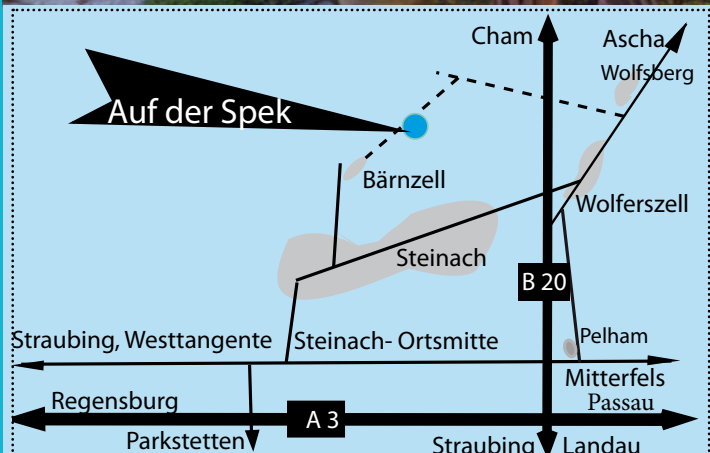 Cham
Ascha
Wolfsberg
Auf der Spek
Bärnzell
Wolferszell
Steinach
B 20
Straubing, Westtangente
Steinach- Ortsmitte
Pelham
Mitterfels
Regensburg
Passau
A 3
Parkstetten
Straubing
Landau